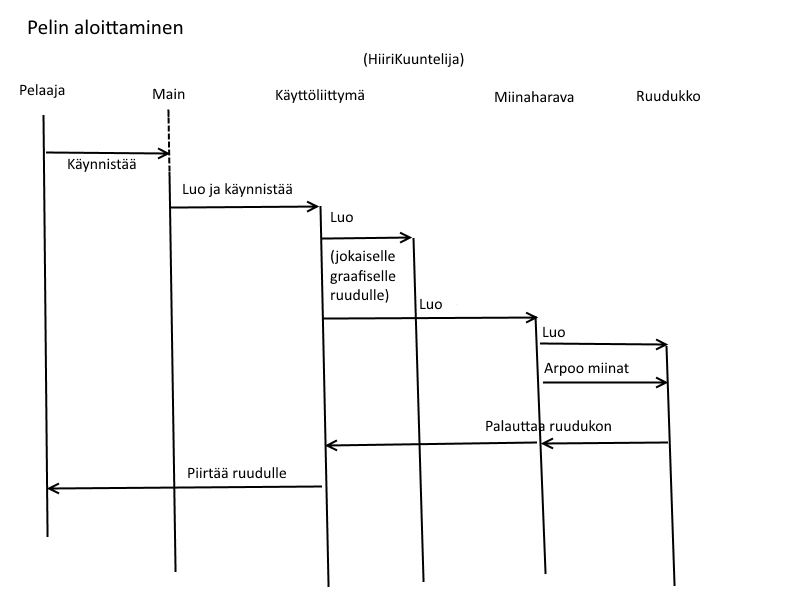 Pelin aloittaminen
(HiiriKuuntelija)
Pelaaja
Main
Käyttöliittymä
Miinaharava
Ruudukko
Käynnistää
Luo ja käynnistää
Luo
(jokaiselle
graafiselle
ruudulle)
Luo
Luo
Arpoo miinat
Palauttaa ruudukon
Piirtää ruudulle